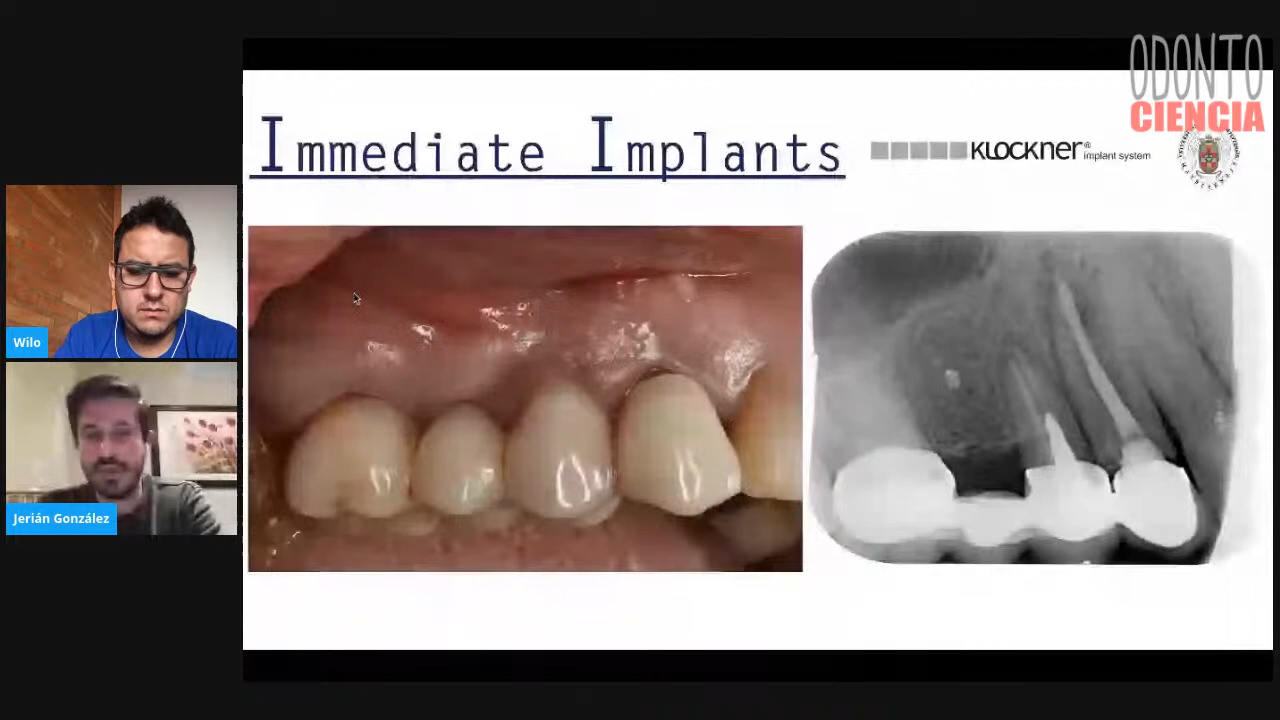 ODONTO
CIENCIA
Immediate Implants
KLOCKNER®
implant system
Wilo
Jerián González